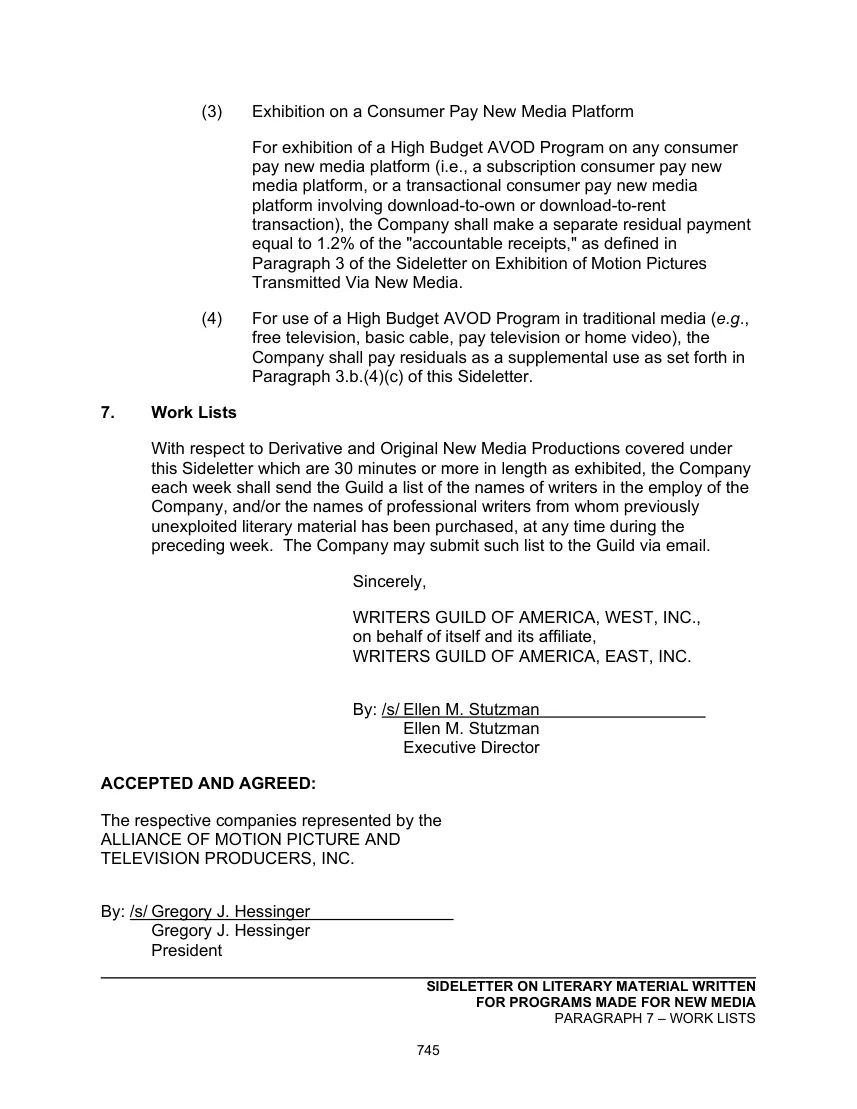 (3) Exhibition on a Consumer Pay New Media Platform
For exhibition of a High Budget AVOD Program on any consumer
pay new media platform (i.e., a subscription consumer pay new
media platform, or a transactional consumer pay new media
platform involving download-to-own or download-to-rent
transaction), the Company shall make a separate residual payment
equal to 1.2% of the "accountable receipts," as defined in
Paragraph 3 of the Sideletter on Exhibition of Motion Pictures
Transmitted Via New Media.
(4) For use of a High Budget AVOD Program in traditional media (e.g.,
free television, basic cable, pay television or home video), the
Company shall pay residuals as a supplemental use as set forth in
Paragraph 3.b.(4)(c) of this Sideletter.
7. Work Lists
With respect to Derivative and Original New Media Productions covered under
this Sideletter which are 30 minutes or more in length as exhibited, the Company
each week shall send the Guild a list of the names of writers in the employ of the
Company, and/or the names of professional writers from whom previously
unexploited literary material has been purchased, at any time during the
preceding week.  The Company may submit such list to the Guild via email.
Sincerely,
WRITERS GUILD OF AMERICA, WEST, INC.,
on behalf of itself and its affiliate,
WRITERS GUILD OF AMERICA, EAST, INC.
By: /s/ Ellen M. Stutzman
Ellen M. Stutzman
Executive Director
ACCEPTED AND AGREED:
The respective companies represented by the
ALLIANCE OF MOTION PICTURE AND
TELEVISION PRODUCERS, INC.
By: /s/ Gregory J. Hessinger
Gregory J. Hessinger
President
SIDELETTER ON LITERARY MATERIAL WRITTEN
FOR PROGRAMS MADE FOR NEW MEDIA
PARAGRAPH 7 – WORK LISTS
745